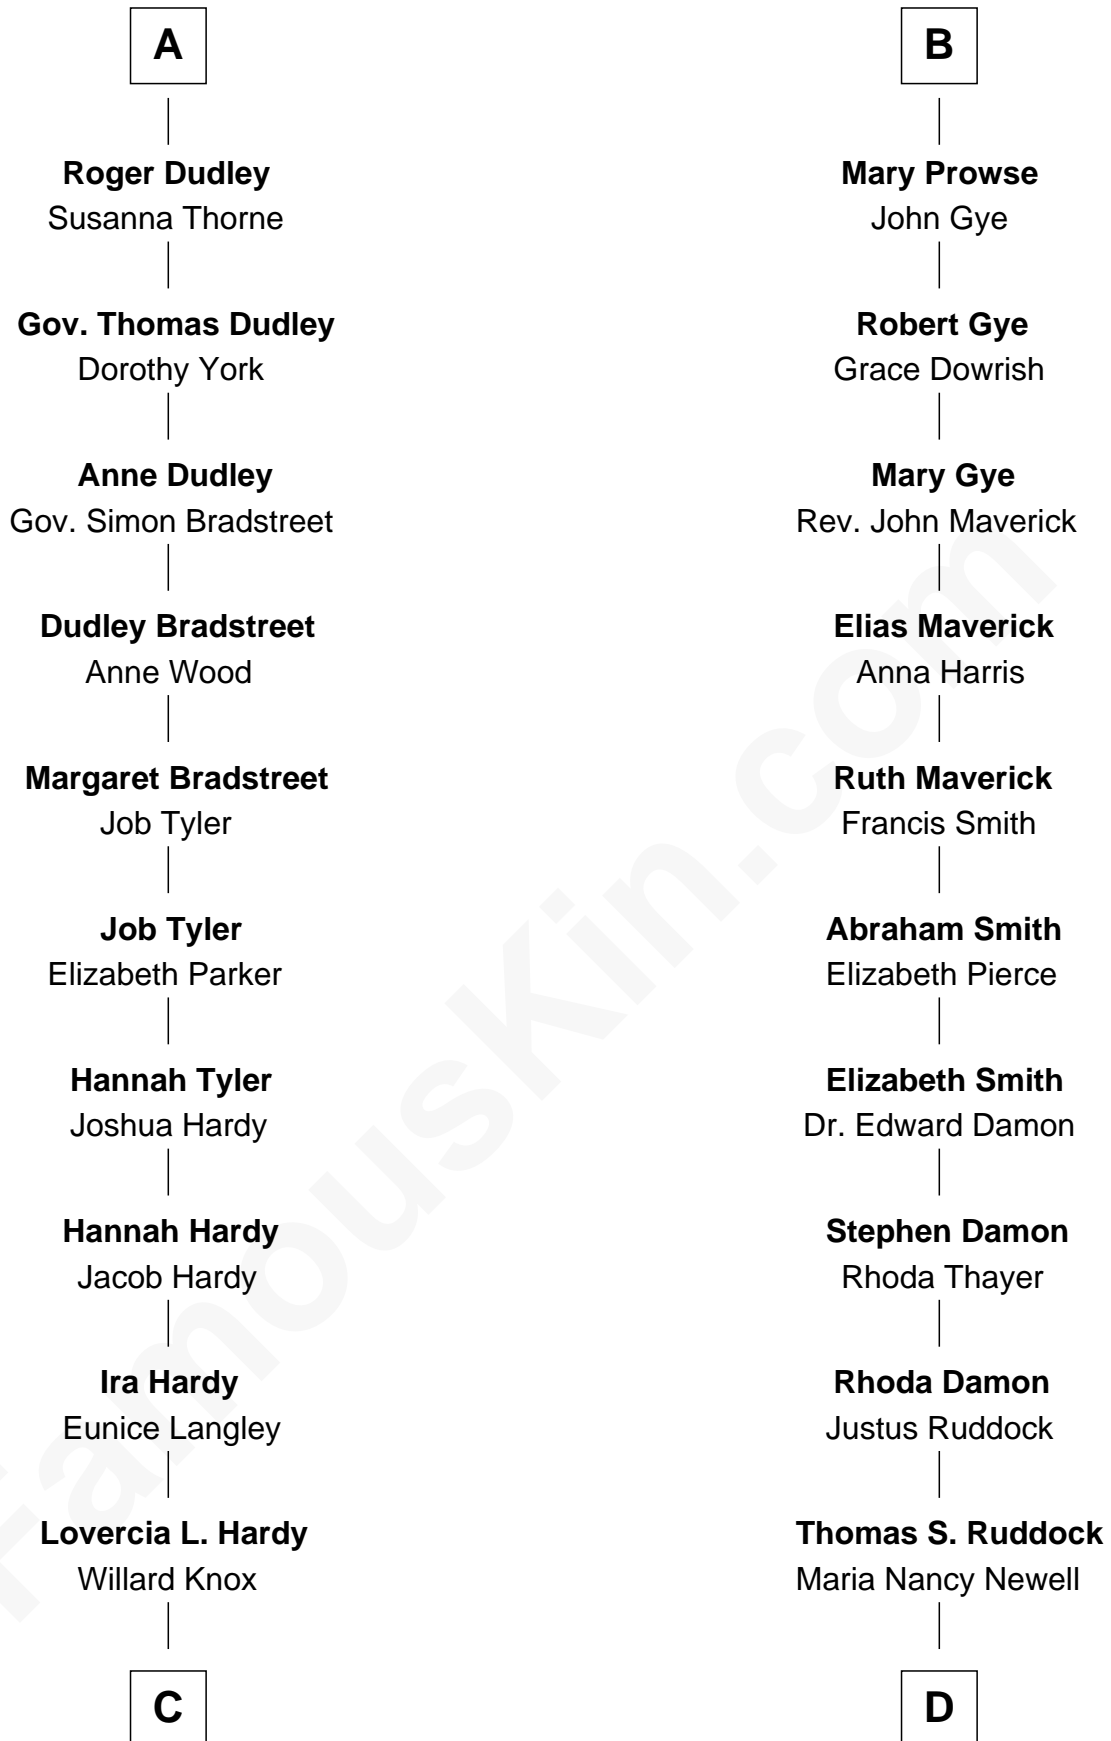 A
Roger Dudley
Susanna Thorne
Gov. Thomas Dudley
Dorothy York
Anne Dudley
Gov. Simon Bradstreet
Dudley Bradstreet
Anne Wood
Margaret Bradstreet
Job Tyler
Job Tyler
Elizabeth Parker
Hannah Tyler
Joshua Hardy
Hannah Hardy
Jacob Hardy
Ira Hardy
Eunice Langley
Lovercia L. Hardy
Willard Knox
C
B
Mary Prowse
John Gye
Robert Gye
Grace Dowrish
Mary Gye
Rev. John Maverick
Elias Maverick
Anna Harris
Ruth Maverick
Francis Smith
Abraham Smith
Elizabeth Pierce
Elizabeth Smith
Dr. Edward Damon
Stephen Damon
Rhoda Thayer
Rhoda Damon
Justus Ruddock
Thomas S. Ruddock
Maria Nancy Newell
D
FamousKin.com